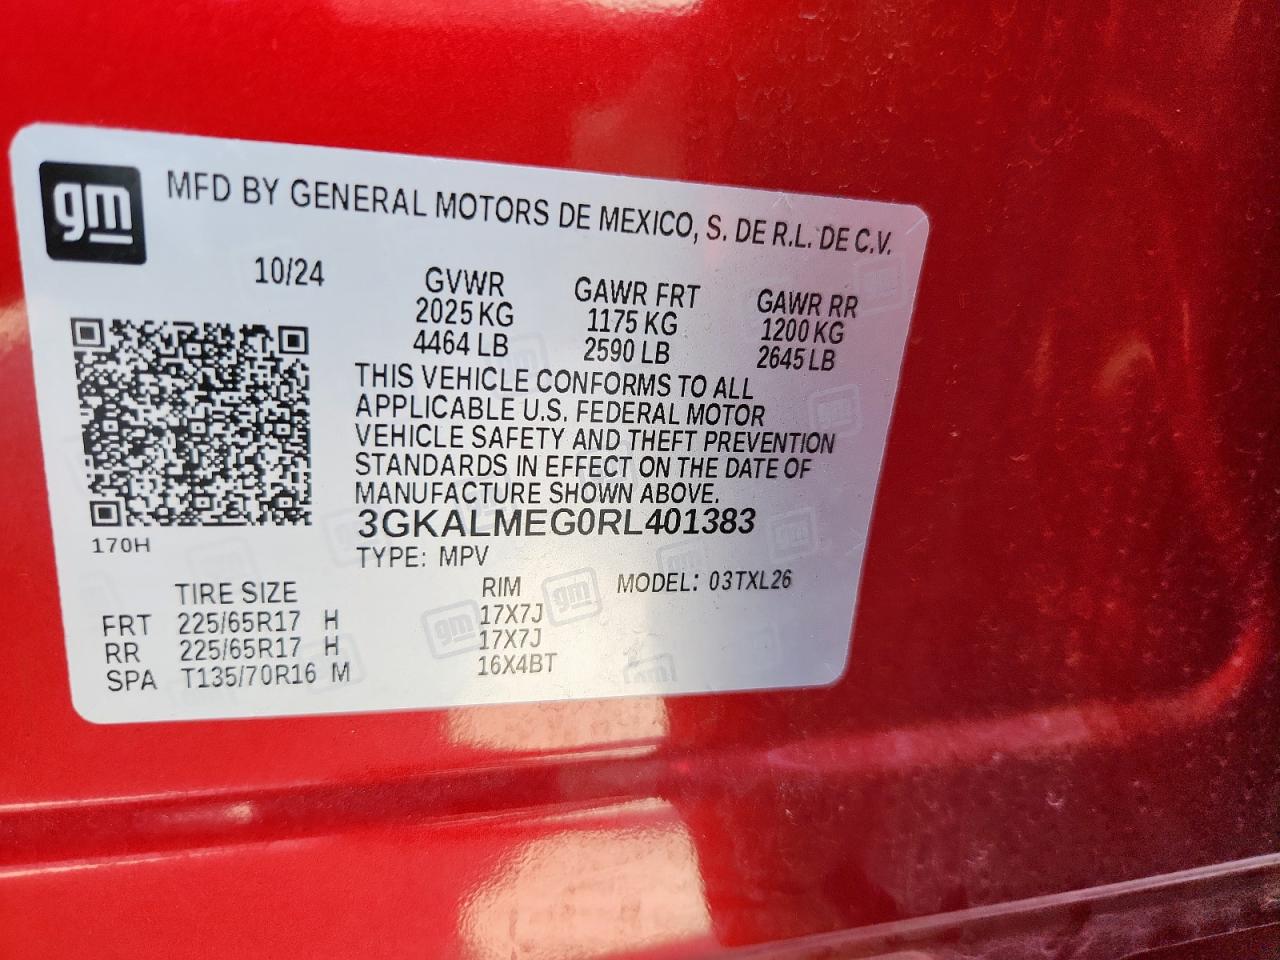 gm
MFD BY GENERAL MOTORS DE MEXICO, S. DE R.L. DE C.V.
10/24
GVWR GAWR FRT GAWR RR
2025 KG 1175 KG 1200 KG
4464 LB 2590 LB 2645 LB
THIS VEHICLE CONFORMS TO ALL
APPLICABLE U.S. FEDERAL MOTOR
VEHICLE SAFETY AND THEFT PREVENTION
STANDARDS IN EFFECT ON THE DATE OF
MANUFACTURE SHOWN ABOVE.
3GKALMEG0RL401383
170H
TYPE: MPV
TIRE SIZE RIM MODEL: 03TXL26
FRT 225/65R17 H 17X7J
RR 225/65R17 H 17X7J
SPA T135/70R16 M 16X4BT